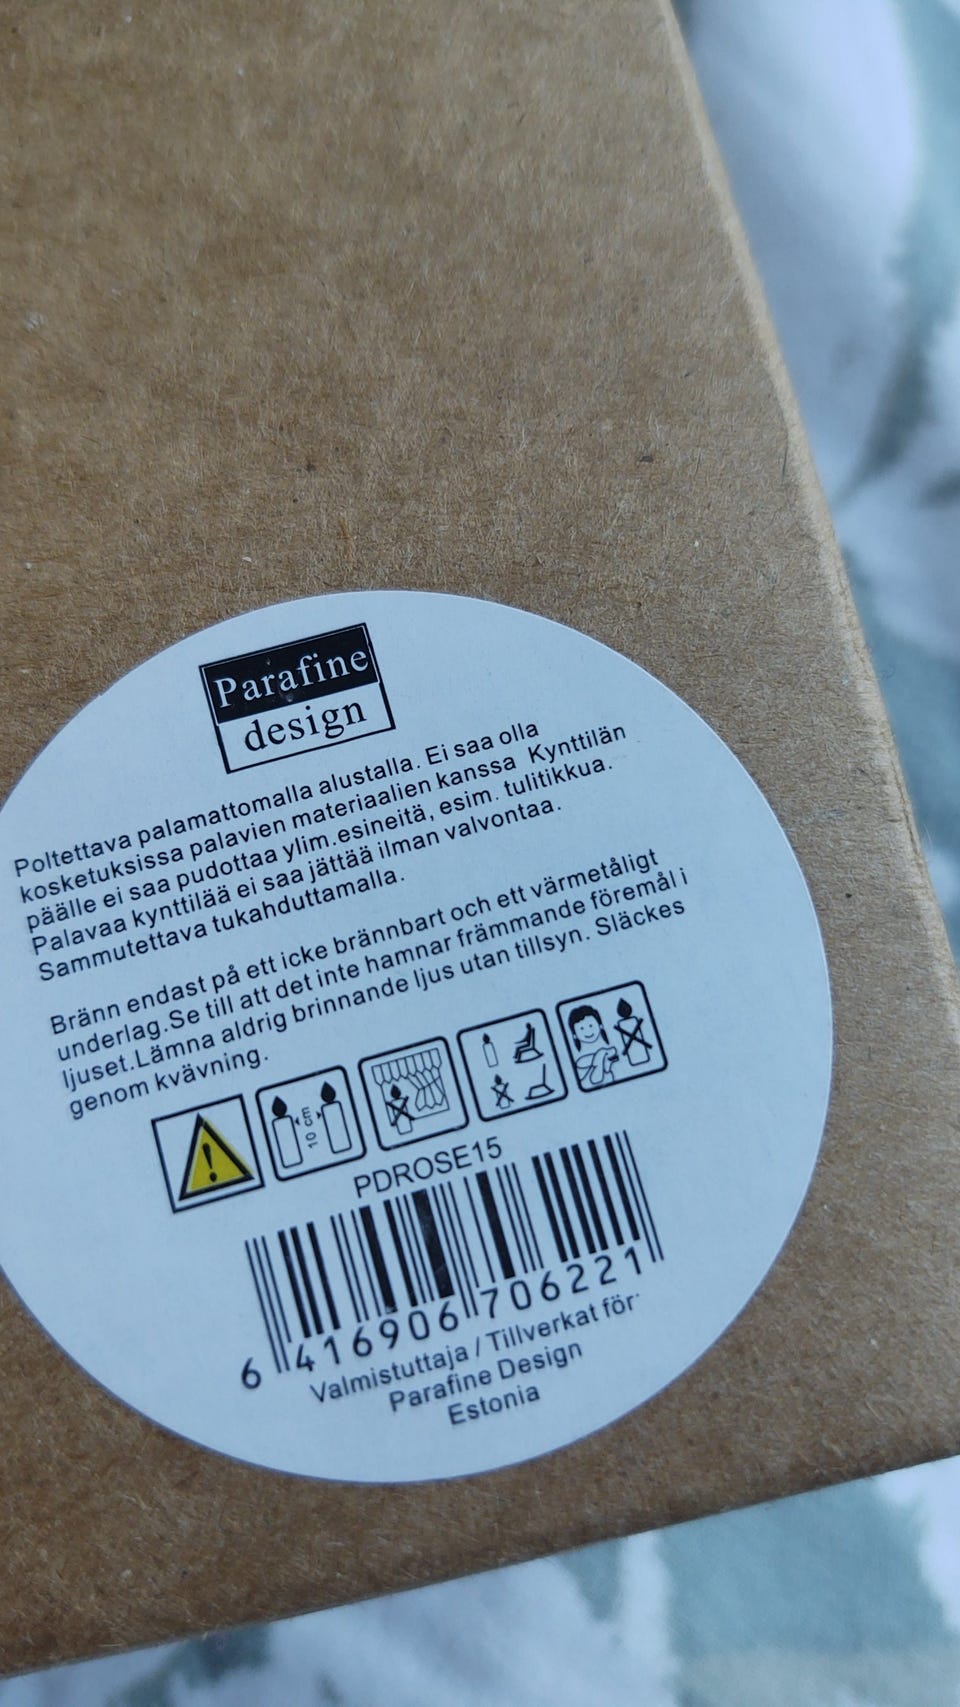 Parafine
design
Poltettava palamattomalla alustalla. Ei saa olla
kosketuksissa palavien materiaalien kanssa Kynttilän
päälle ei saa pudottaa ylim.esineitä, esim. tulitikkua.
Palavaa kynttilää ei saa jättää ilman valvontaa.
Sammutettava tukahduttamalla.
Bränn endast på ett icke brännbart och ett värmetåligt
underlag.Se till att det inte hamnar främmande föremål i
ljuset.Lämna aldrig brinnande ljus utan tillsyn. Släckes
genom kvävning.
10 cm
PDROSE15
6 416906 706221
Valmistuttaja / Tillverkat för
Parafine Design
Estonia